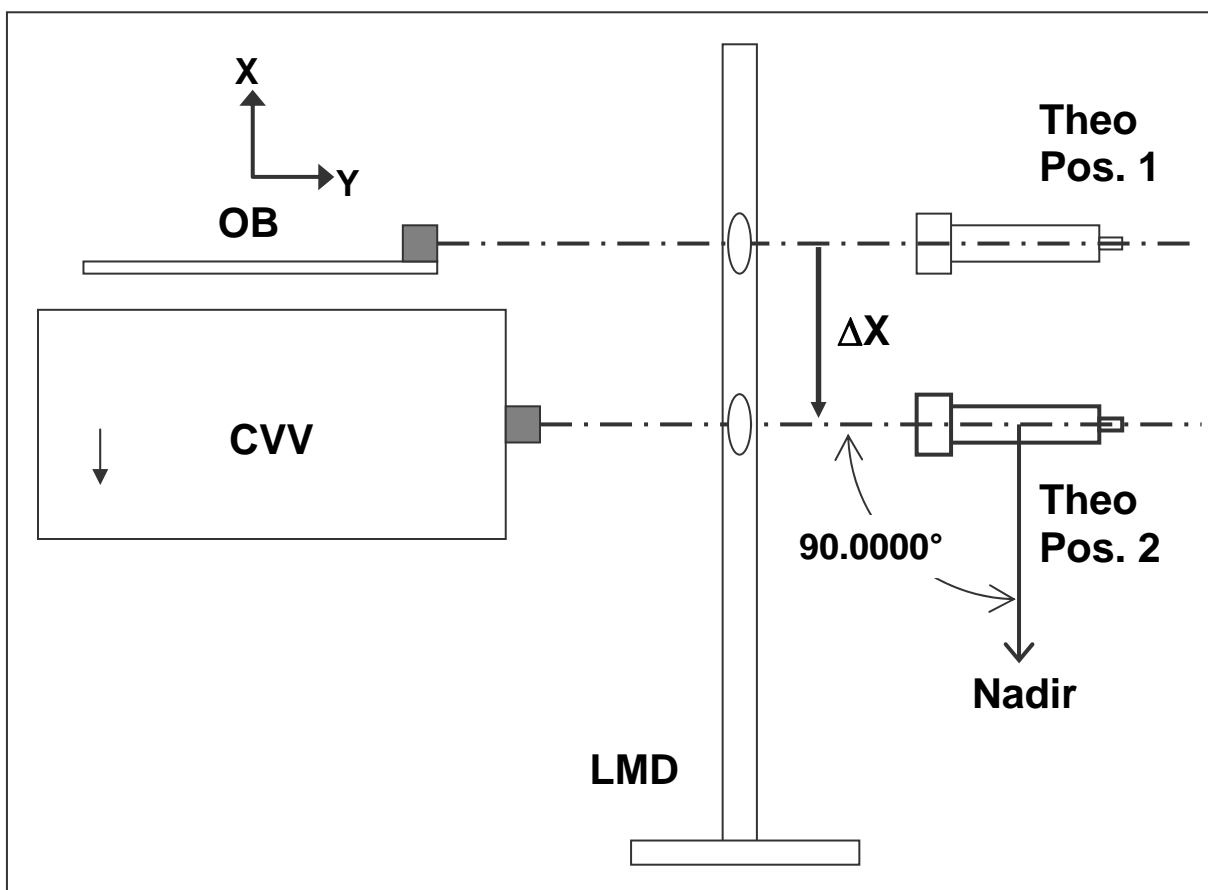 X
Y
OB
Theo
Pos. 1
ΔX
CVV
90.0000°
Theo
Pos. 2
Nadir
LMD